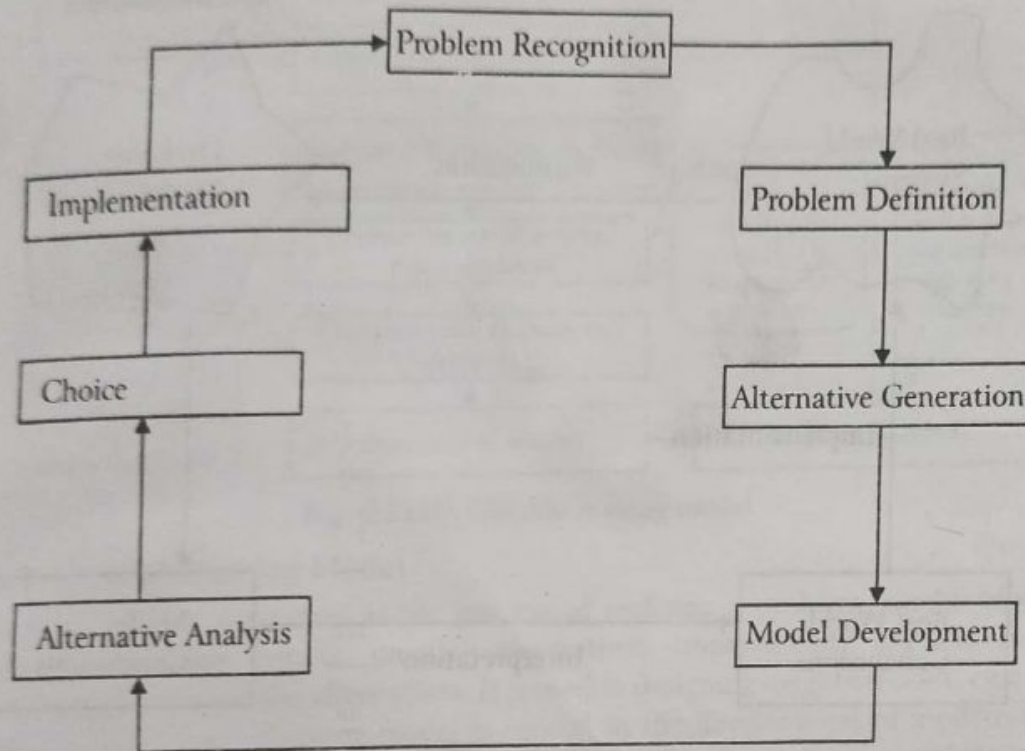 Problem Recognition
Problem Definition
Alternative Generation
Model Development
Alternative Analysis
Choice
Implementation